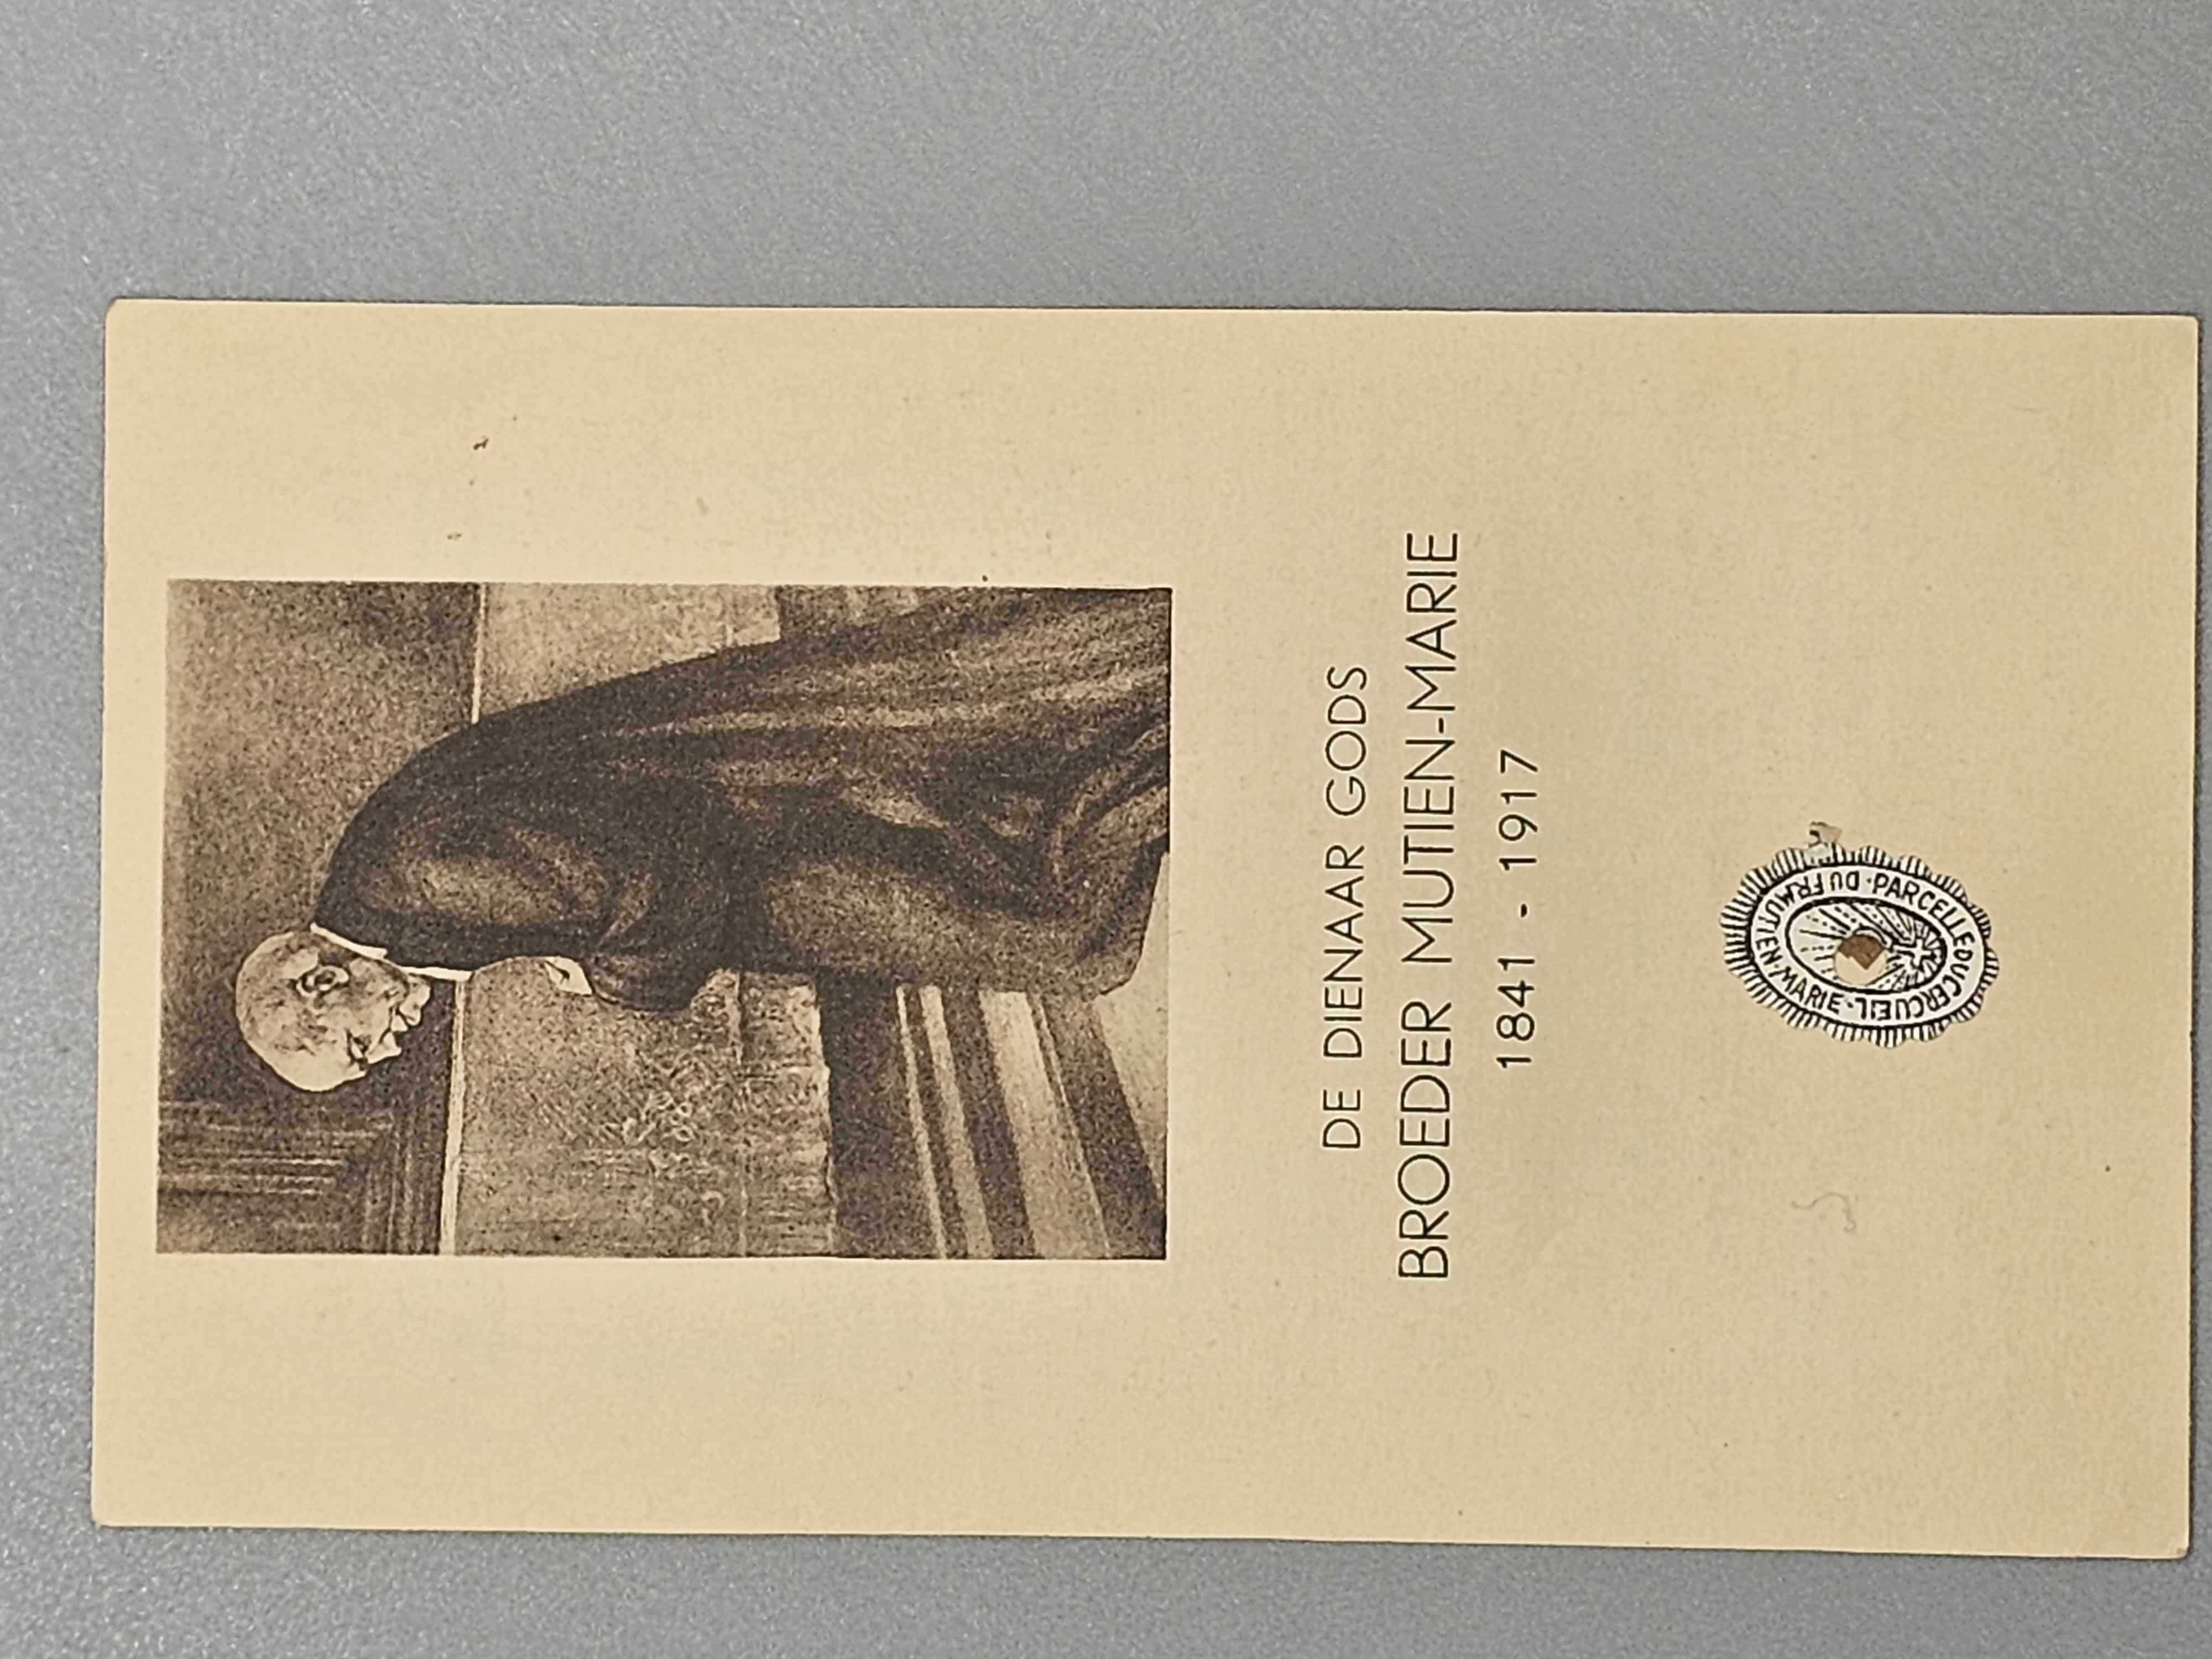 DE DIENAAR GODS
BROEDER MUTIEN-MARIE
1841 - 1917
PARCELLE DU CERCUEIL DU FR. MUTIEN-MARIE